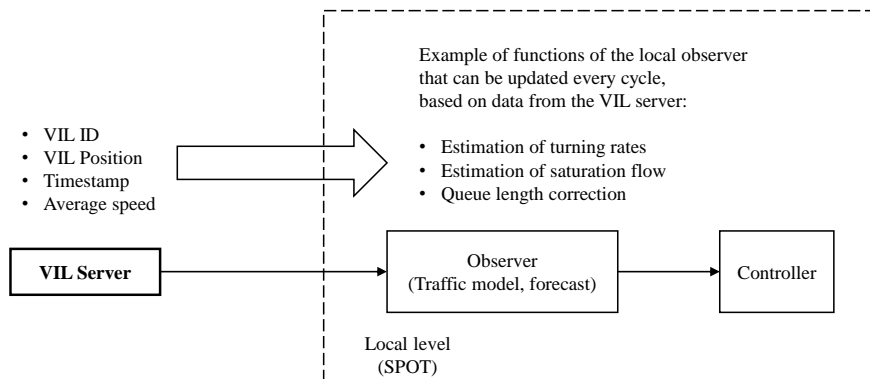 Example of functions of the local observer
that can be updated every cycle,
based on data from the VIL server:
• VIL ID
• VIL Position
• Timestamp
• Average speed
• Estimation of turning rates
• Estimation of saturation flow
• Queue length correction
VIL Server
Observer
(Traffic model, forecast)
Controller
Local level
(SPOT)